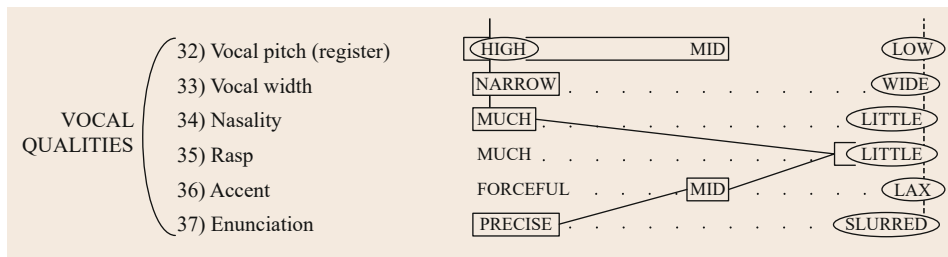 32) Vocal pitch (register) HIGH MID LOW
33) Vocal width NARROW . . . . . . . . . . . . WIDE
VOCAL QUALITIES
34) Nasality MUCH . . . . . . . . . . . . LITTLE
35) Rasp MUCH . . . . . . . . . . . . LITTLE
36) Accent FORCEFUL . . . . MID . . . . . . LAX
37) Enunciation PRECISE . . . . . . . . . . . SLURRED